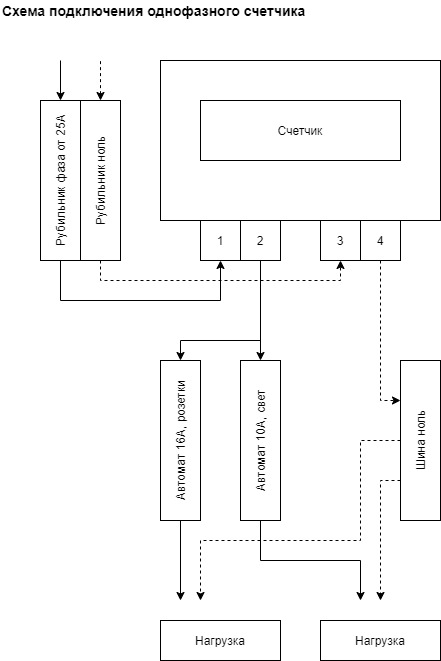 Схема подключения однофазного счетчика
Рубильник фаза от 25А
Рубильник ноль
Счетчик
1
2
3
4
Автомат 16А, розетки
Автомат 10А, свет
Шина ноль
Нагрузка
Нагрузка